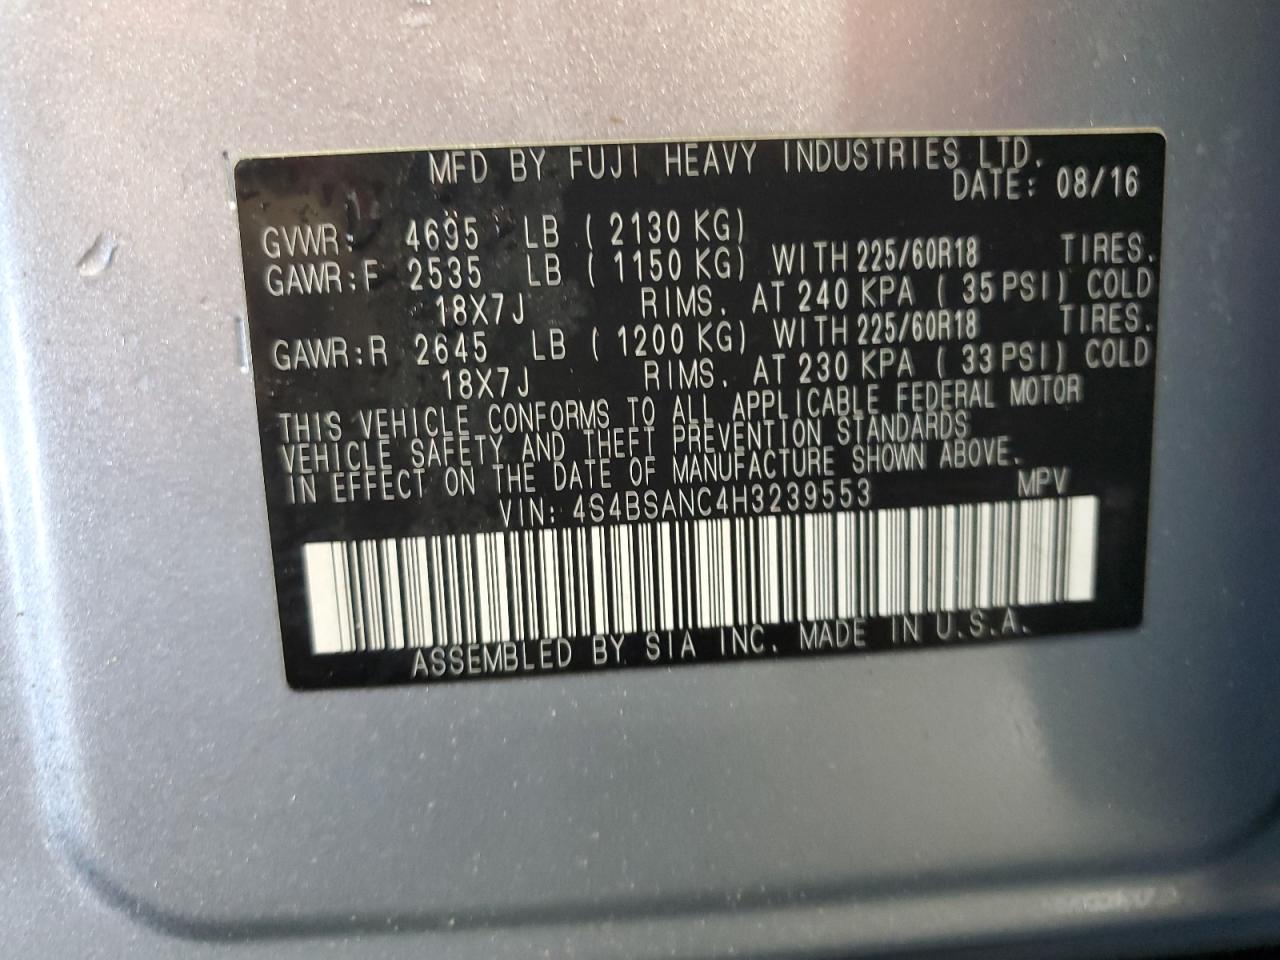 MFD BY FUJI HEAVY INDUSTRIES LTD.
DATE: 08/16
GVWR: 4695 LB ( 2130 KG)
GAWR:F 2535 LB ( 1150 KG) WITH 225/60R18 TIRES.
18X7J RIMS. AT 240 KPA ( 35 PSI) COLD
GAWR:R 2645 LB ( 1200 KG) WITH 225/60R18 TIRES.
18X7J RIMS. AT 230 KPA ( 33 PSI) COLD
THIS VEHICLE CONFORMS TO ALL APPLICABLE FEDERAL MOTOR
VEHICLE SAFETY AND THEFT PREVENTION STANDARDS
IN EFFECT ON THE DATE OF MANUFACTURE SHOWN ABOVE.
VIN: 4S4BSANC4H3239553 MPV
ASSEMBLED BY SIA INC. MADE IN U.S.A.